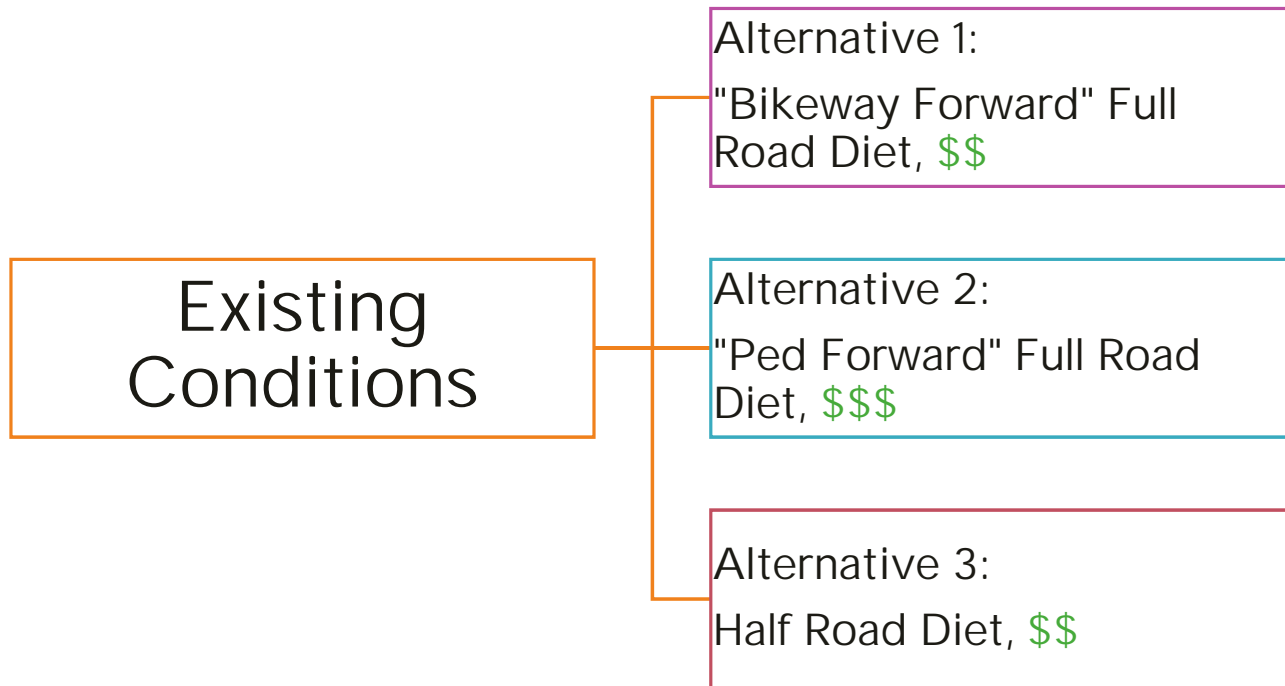 Alternative 1:
"Bikeway Forward" Full
Road Diet, $$
Existing
Conditions
Alternative 2:
"Ped Forward" Full Road
Diet, $$$
Alternative 3:
Half Road Diet, $$